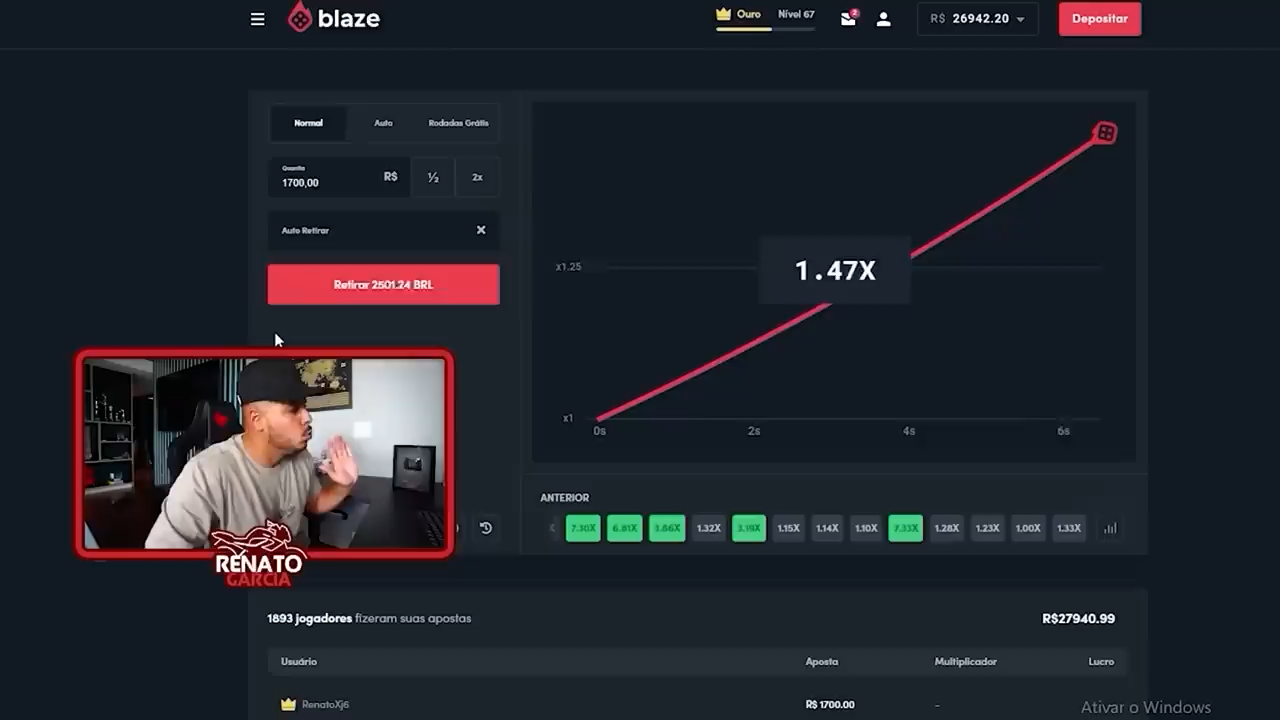 blaze
Ouro
Nível 67
2
R$ 26942.20
Depositar
Normal
Auto
Rodadas Grátis
Quantia
1700,00
R$
½
2x
Auto Retirar
Retirar 2501.24 BRL
x1.25
1.47X
x1
0s
2s
4s
6s
RENATO
GARCIA
ANTERIOR
7.30X
6.81X
3.86X
1.32X
3.19X
1.15X
1.14X
1.10X
7.33X
1.28X
1.23X
1.00X
1.33X
1893 jogadores fizeram suas apostas
R$27940.99
Usuário
Aposta
Multiplicador
Lucro
RenatoXj6
R$ 1700.00
-
Ativar o Windows